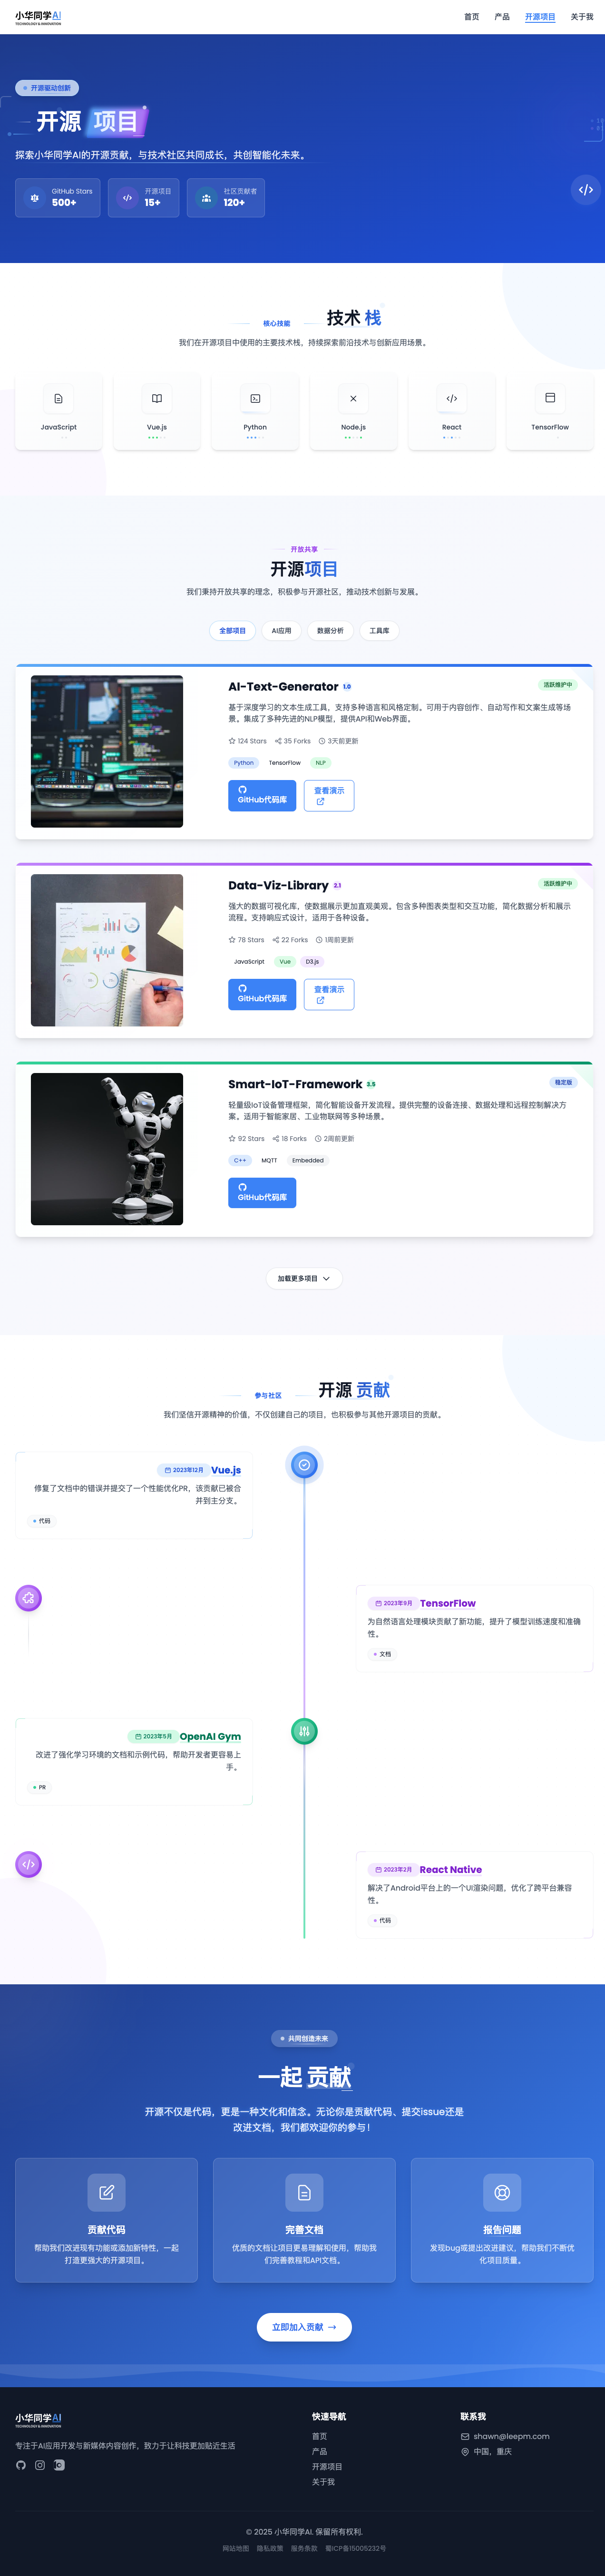 小华同学AI
TECHNOLOGY & INNOVATION
首页 产品 开源项目 关于我
开源驱动创新
开源 项目
探索小华同学AI的开源贡献，与技术社区共同成长，共创智能化未来。
GitHub Stars
500+
开源项目
15+
社区贡献者
120+
核心技能
技术 栈
我们在开源项目中使用的主要技术栈，持续探索前沿技术与创新应用场景。
JavaScript
Vue.js
Python
Node.js
React
TensorFlow
开放共享
开源项目
我们秉持开放共享的理念，积极参与开源社区，推动技术创新与发展。
全部项目 AI应用 数据分析 工具库
AI-Text-Generator 1.0
活跃维护中
基于深度学习的文本生成工具，支持多种语言和风格定制。可用于内容创作、自动写作和文案生成等场
景。集成了多种先进的NLP模型，提供API和Web界面。
124 Stars 35 Forks 3天前更新
Python TensorFlow NLP
GitHub代码库
查看演示
Data-Viz-Library 2.1
活跃维护中
强大的数据可视化库，使数据展示更加直观美观。包含多种图表类型和交互功能，简化数据分析和展示
流程。支持响应式设计，适用于各种设备。
78 Stars 22 Forks 1周前更新
JavaScript Vue D3.js
GitHub代码库
查看演示
Smart-IoT-Framework 3.5
稳定版
轻量级IoT设备管理框架，简化智能设备开发流程。提供完整的设备连接、数据处理和远程控制解决方
案。适用于智能家居、工业物联网等多种场景。
92 Stars 18 Forks 2周前更新
C++ MQTT Embedded
GitHub代码库
加载更多项目
参与社区
开源 贡献
我们坚信开源精神的价值，不仅创建自己的项目，也积极参与其他开源项目的贡献。
2023年12月 Vue.js
修复了文档中的错误并提交了一个性能优化PR，该贡献已被合
并到主分支。
代码
2023年9月 TensorFlow
为自然语言处理模块贡献了新功能，提升了模型训练速度和准确
性。
文档
2023年5月 OpenAI Gym
改进了强化学习环境的文档和示例代码，帮助开发者更容易上
手。
PR
2023年2月 React Native
解决了Android平台上的一个UI渲染问题，优化了跨平台兼容
性。
代码
共同创造未来
一起 贡献
开源不仅是代码，更是一种文化和信念。无论你是贡献代码、提交issue还是
改进文档，我们都欢迎你的参与！
贡献代码
帮助我们改进现有功能或添加新特性，一起
打造更强大的开源项目。
完善文档
优质的文档让项目更易理解和使用，帮助我
们完善教程和API文档。
报告问题
发现bug或提出改进建议，帮助我们不断优
化项目质量。
立即加入贡献
小华同学AI
TECHNOLOGY & INNOVATION
专注于AI应用开发与新媒体内容创作，致力于让科技更加贴近生活
快速导航
首页
产品
开源项目
关于我
联系我
shawn@leepm.com
中国，重庆
© 2025 小华同学AI. 保留所有权利.
网站地图 隐私政策 服务条款 蜀ICP备15005232号